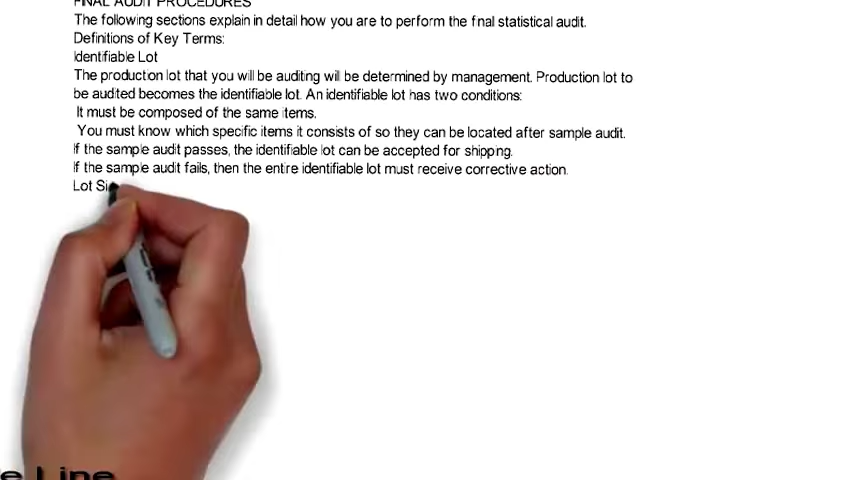 FINAL AUDIT PROCEDURES
The following sections explain in detail how you are to perform the final statistical audit.
Definitions of Key Terms:
Identifiable Lot
The production lot that you will be auditing will be determined by management. Production lot to
be audited becomes the identifiable lot. An identifiable lot has two conditions:
It must be composed of the same items.
You must know which specific items it consists of so they can be located after sample audit.
If the sample audit passes, the identifiable lot can be accepted for shipping.
If the sample audit fails, then the entire identifiable lot must receive corrective action.
Lot Si
e Line